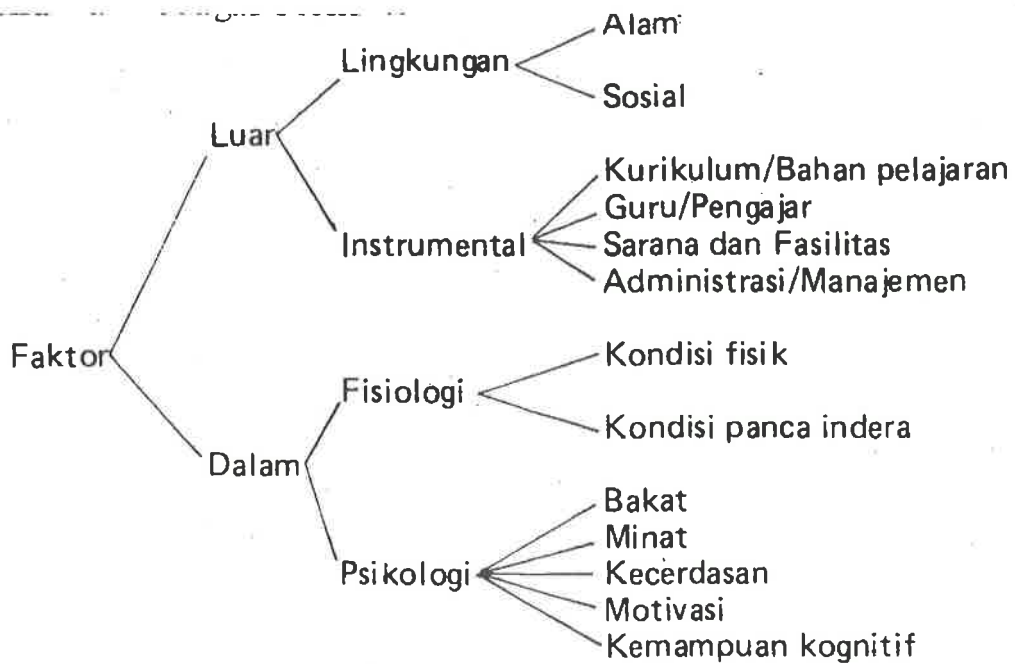 Alam
Lingkungan
Sosial
Luar
Kurikulum/Bahan pelajaran
Guru/Pengajar
Instrumental
Sarana dan Fasilitas
Administrasi/Manajemen
Faktor
Kondisi fisik
Fisiologi
Kondisi panca indera
Dalam
Bakat
Minat
Psikologi
Kecerdasan
Motivasi
Kemampuan kognitif